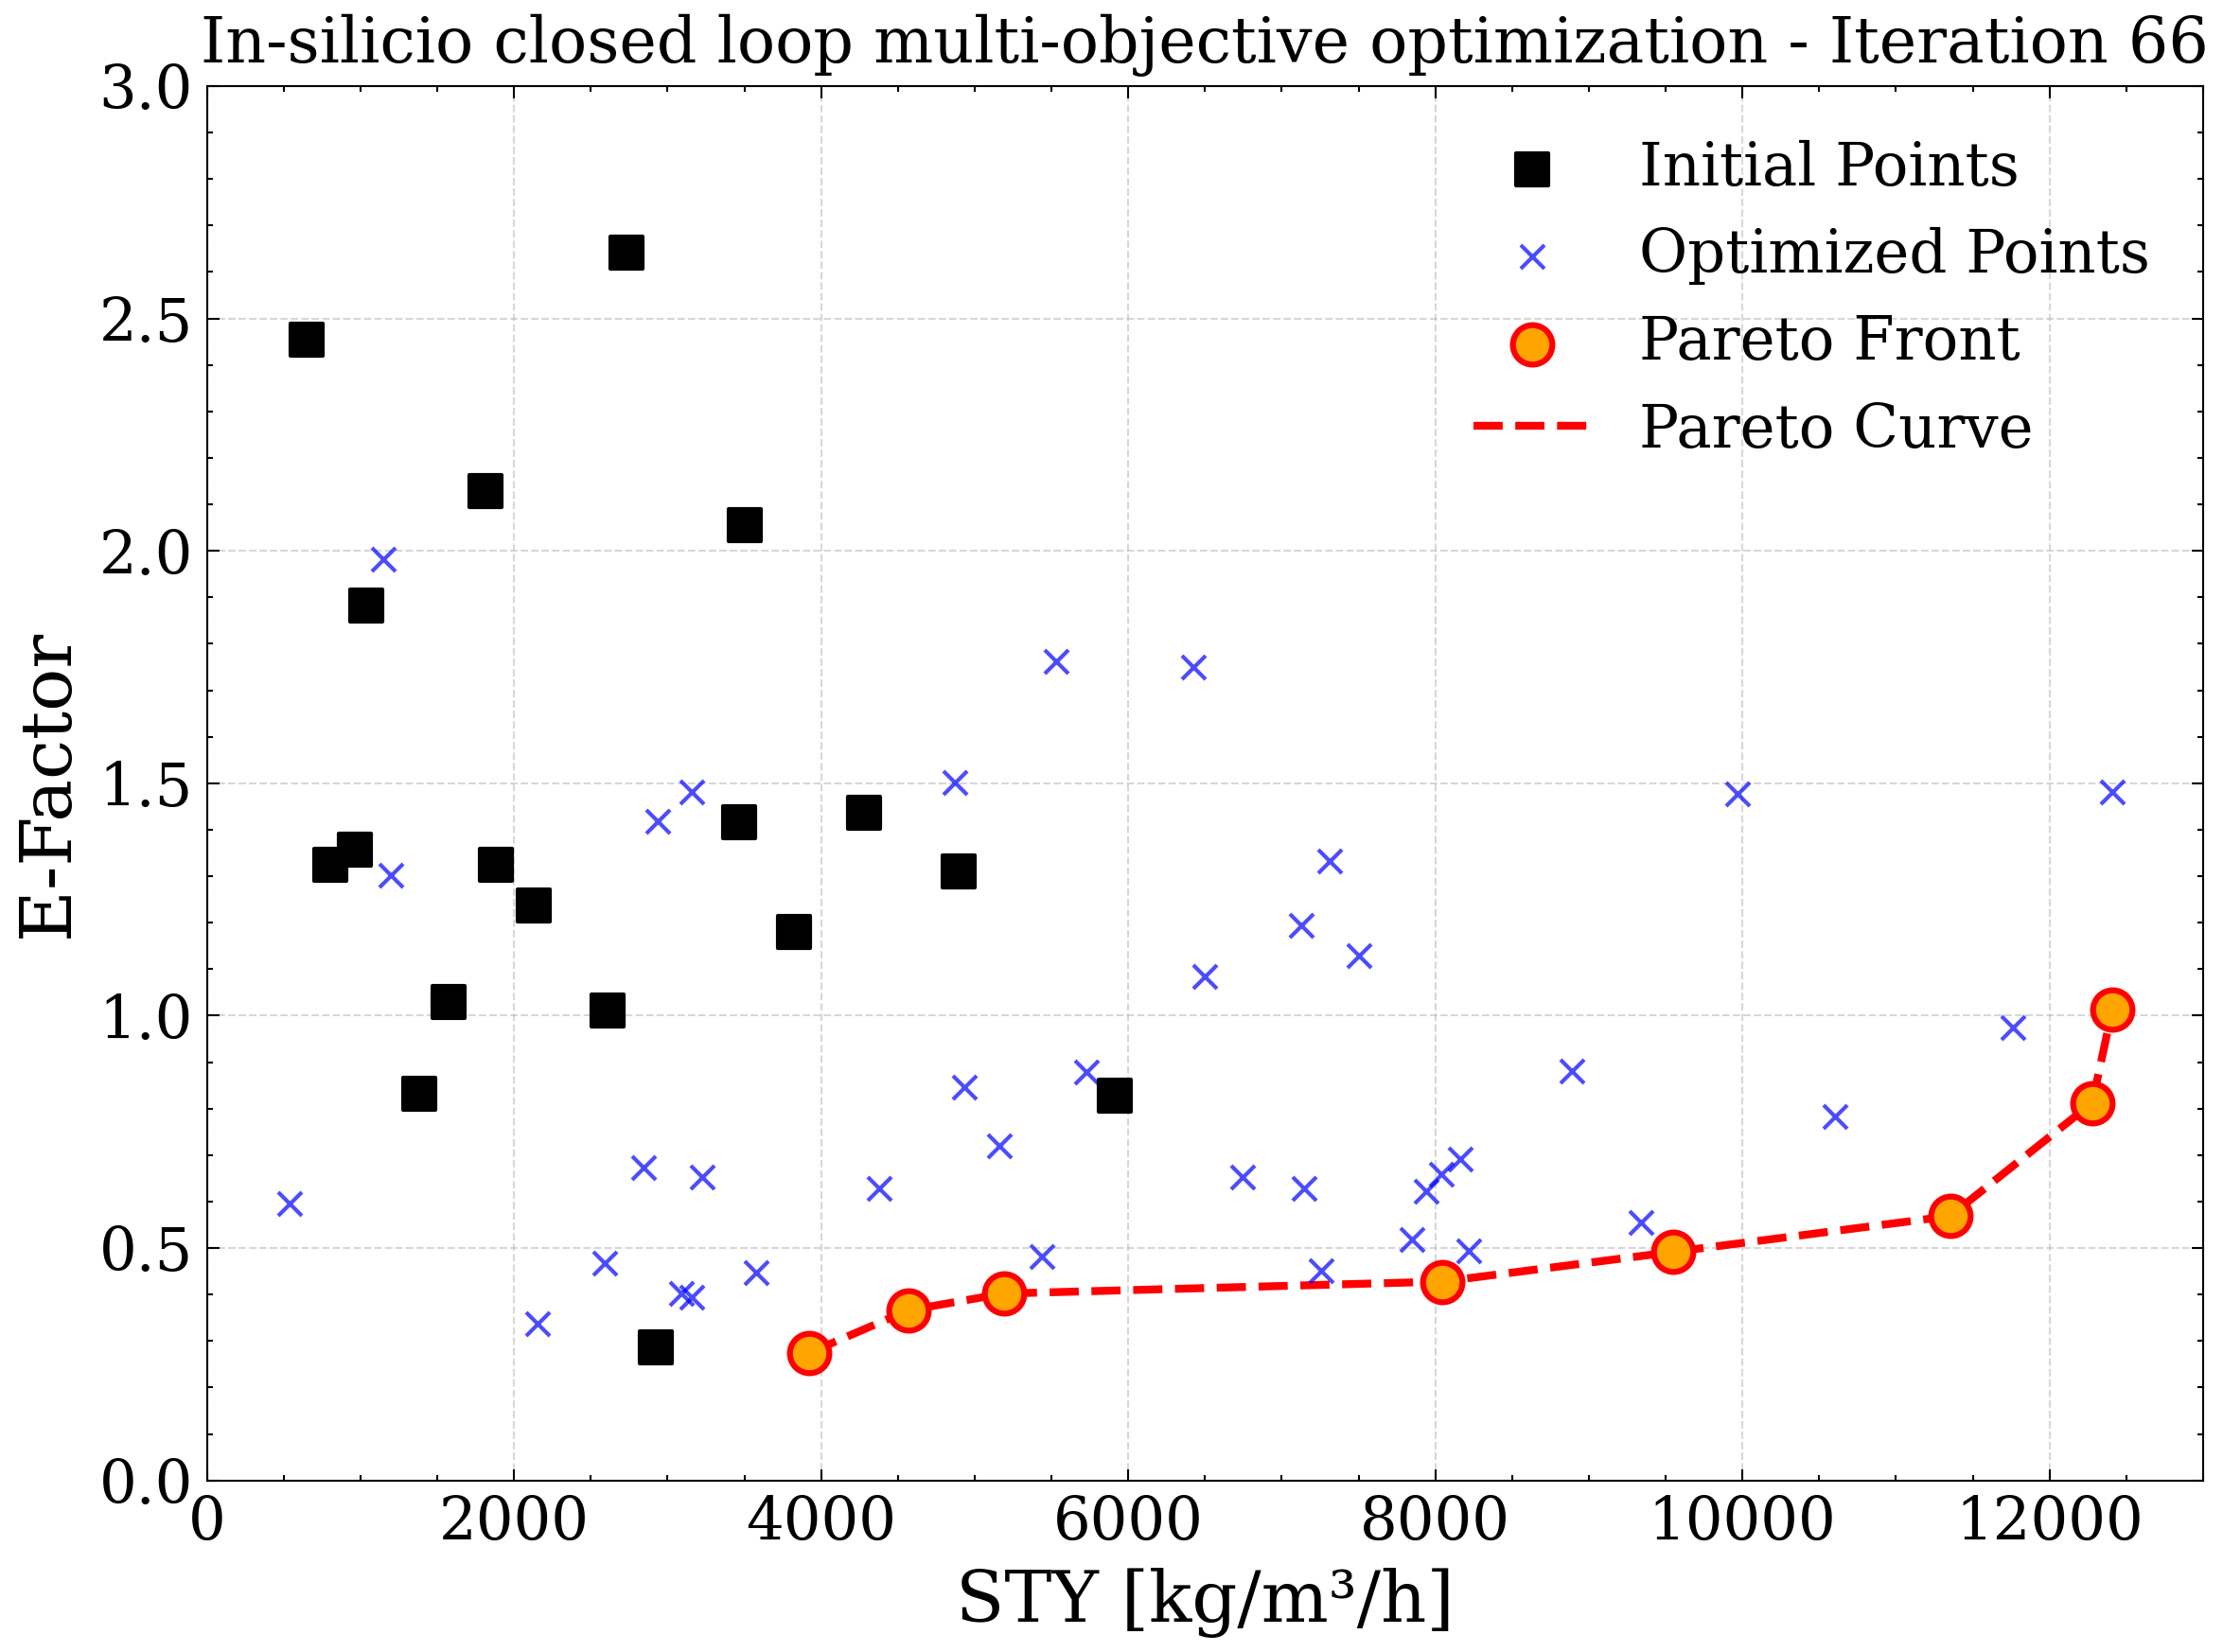 In-silicio closed loop multi-objective optimization - Iteration 66
3.0
2.5
2.0
1.5
1.0
0.5
0.0
E-Factor
Initial Points
Optimized Points
Pareto Front
Pareto Curve
0 2000 4000 6000 8000 10000 12000
STY [kg/m³/h]